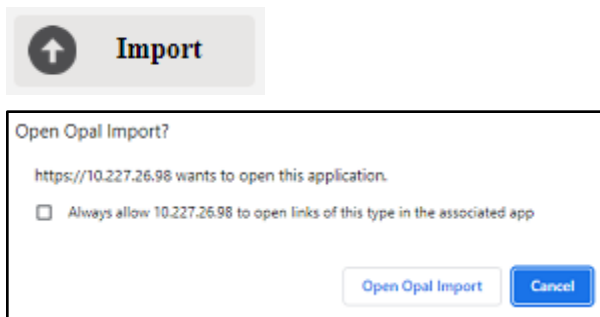 Import
Open Opal Import?
https://10.227.26.98 wants to open this application.
Always allow 10.227.26.98 to open links of this type in the associated app
Open Opal Import Cancel